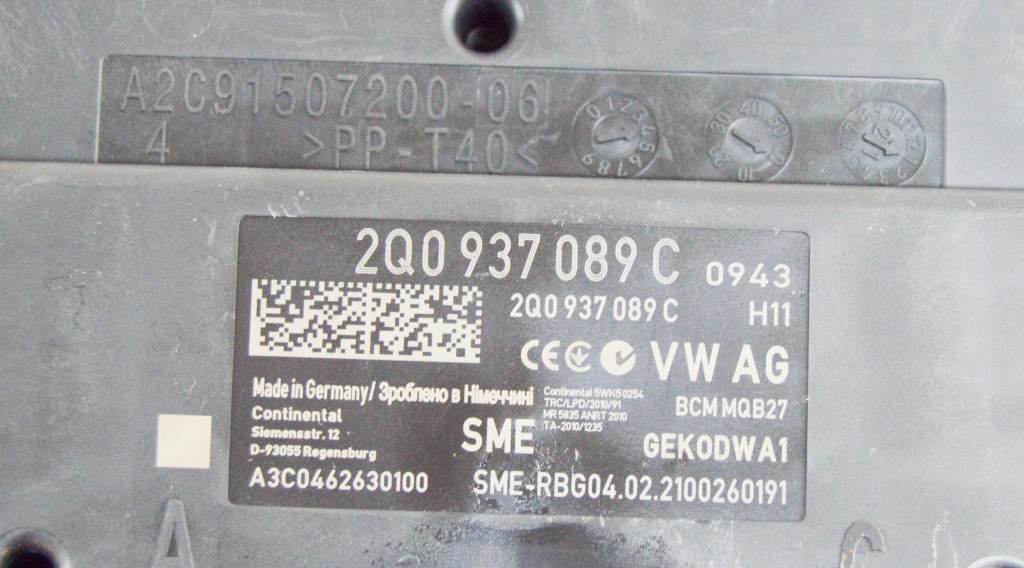 A2C91507200-06
4 >PP-T40<
2Q0 937 089 C 0943
2Q0 937 089 C H11
CE VW AG
Made in Germany/ Зроблено в Німеччині
Continental 5WK50254
TRC/LPD/2010/91
MR 5835 ANRT 2010
TA-2010/1235
BCM MQB27
Continental
Siemensstr. 12
D-93055 Regensburg
SME
GEKODWA1
A3C0462630100 SME-RBG04.02.2100260191
A C